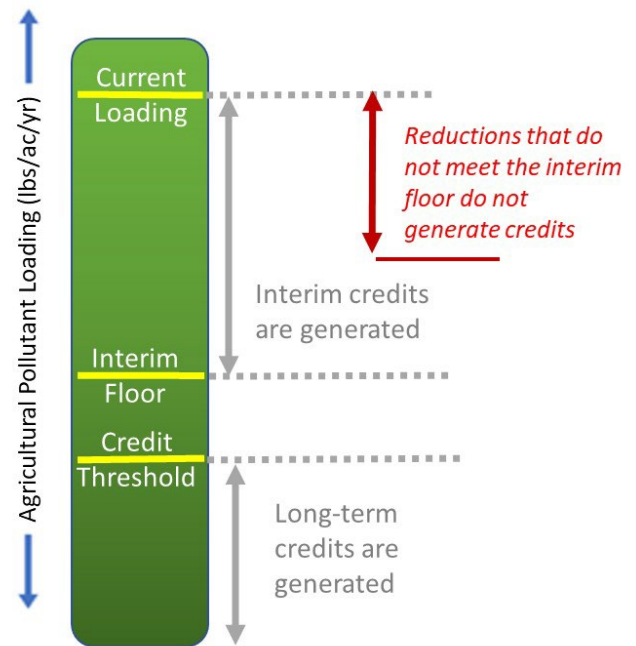 Agricultural Pollutant Loading (lbs/ac/yr)
Current
Loading
Reductions that do
not meet the interim
floor do not
generate credits
Interim credits
are generated
Interim
Floor
Credit
Threshold
Long-term
credits are
generated